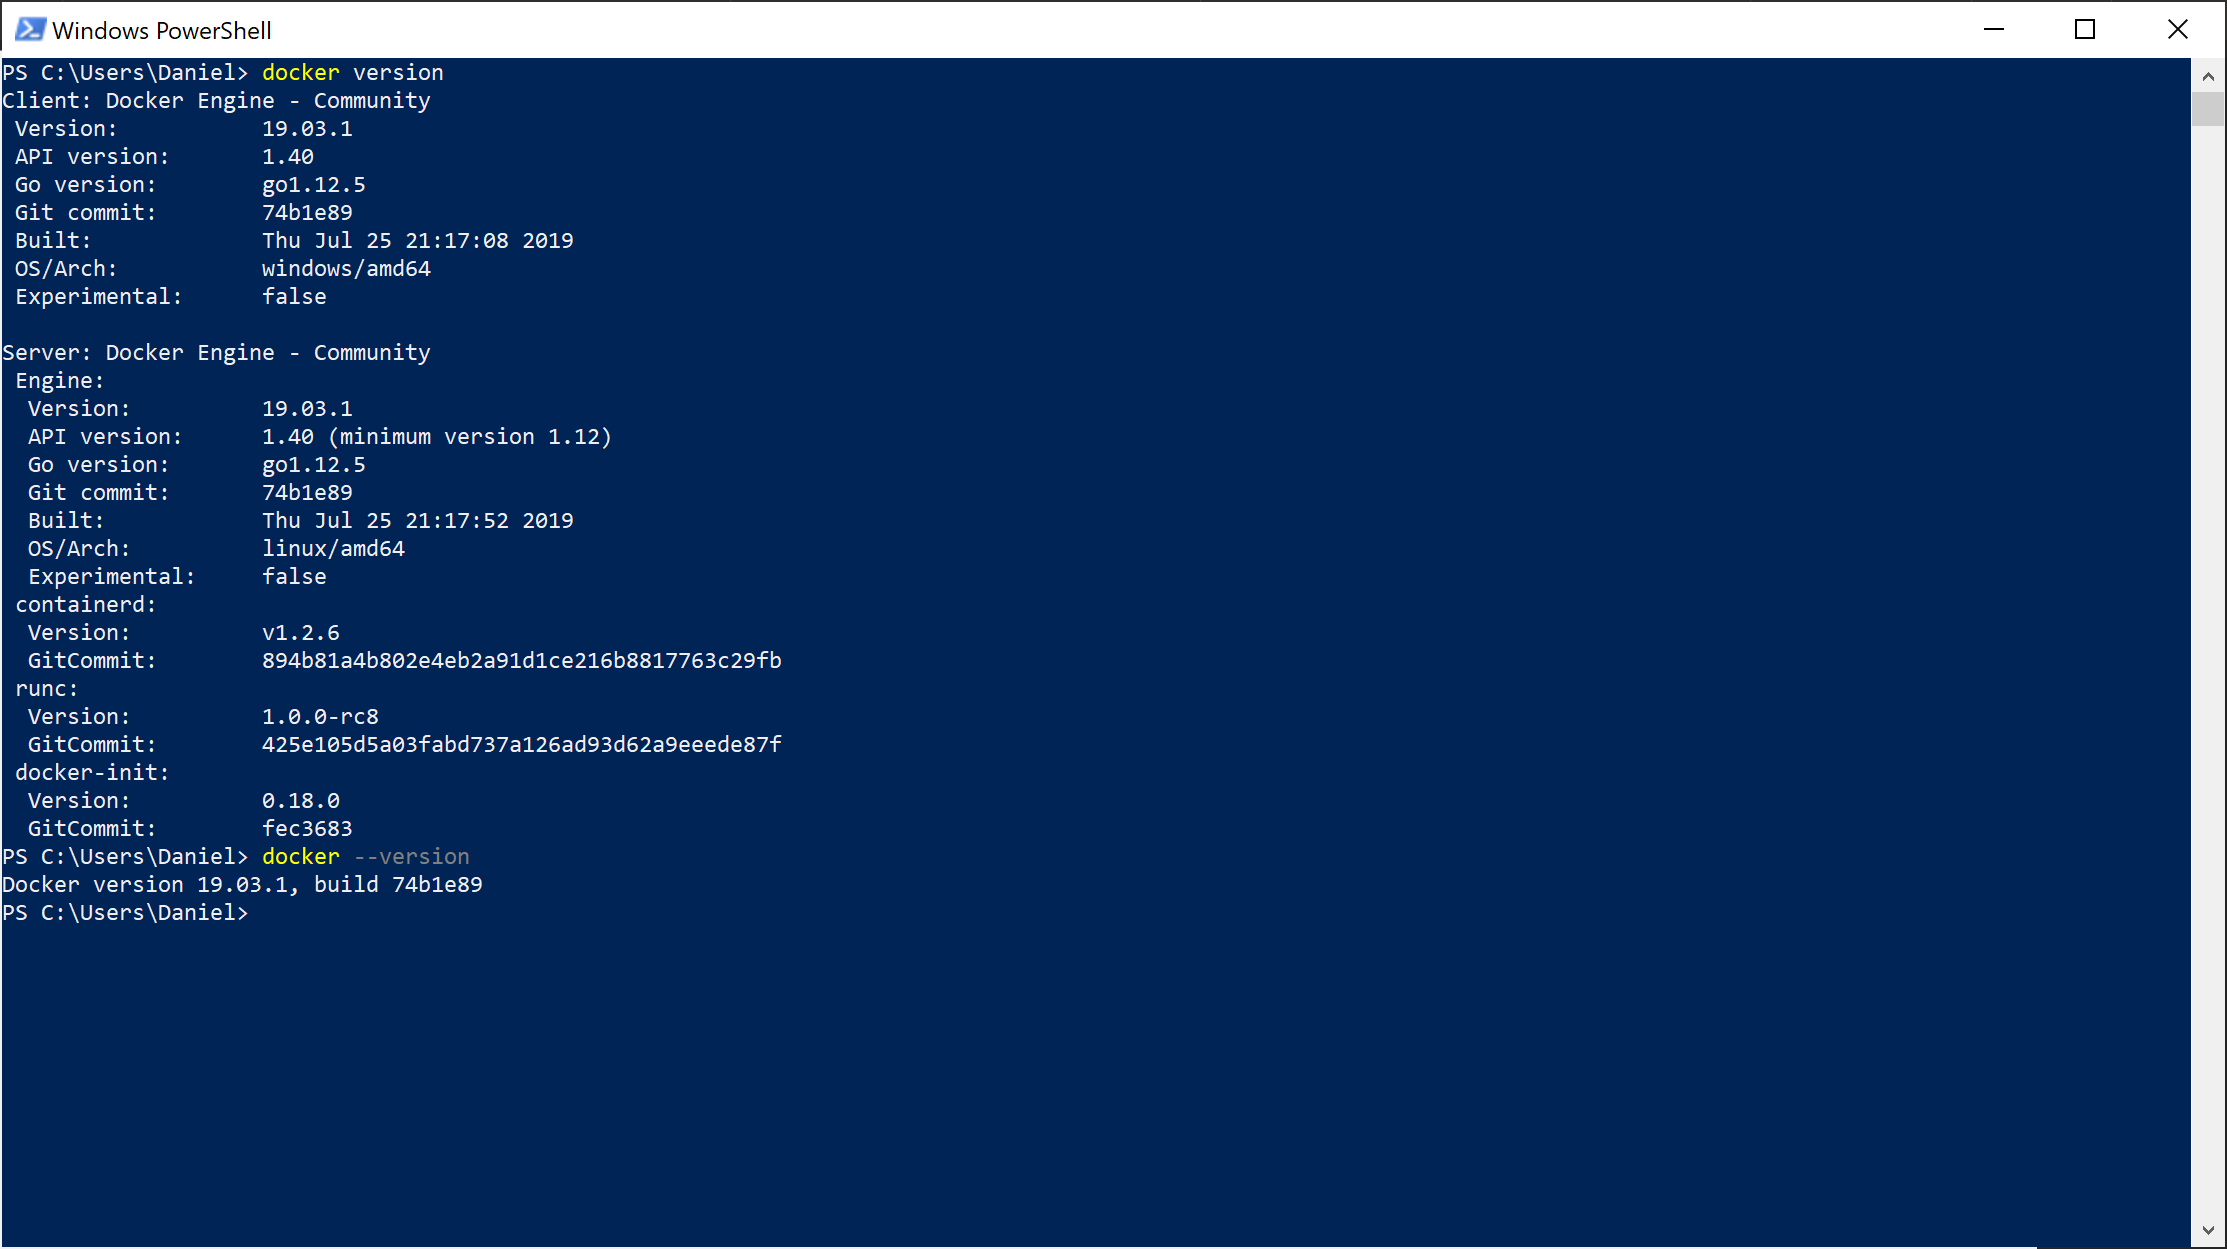 Windows PowerShell
PS C:\Users\Daniel> docker version
Client: Docker Engine - Community
 Version:           19.03.1
 API version:       1.40
 Go version:        go1.12.5
 Git commit:        74b1e89
 Built:             Thu Jul 25 21:17:08 2019
 OS/Arch:           windows/amd64
 Experimental:      false

Server: Docker Engine - Community
 Engine:
  Version:          19.03.1
  API version:      1.40 (minimum version 1.12)
  Go version:       go1.12.5
  Git commit:       74b1e89
  Built:            Thu Jul 25 21:17:52 2019
  OS/Arch:          linux/amd64
  Experimental:     false
 containerd:
  Version:          v1.2.6
  GitCommit:        894b81a4b802e4eb2a91d1ce216b8817763c29fb
 runc:
  Version:          1.0.0-rc8
  GitCommit:        425e105d5a03fabd737a126ad93d62a9eeede87f
 docker-init:
  Version:          0.18.0
  GitCommit:        fec3683
PS C:\Users\Daniel> docker --version
Docker version 19.03.1, build 74b1e89
PS C:\Users\Daniel>